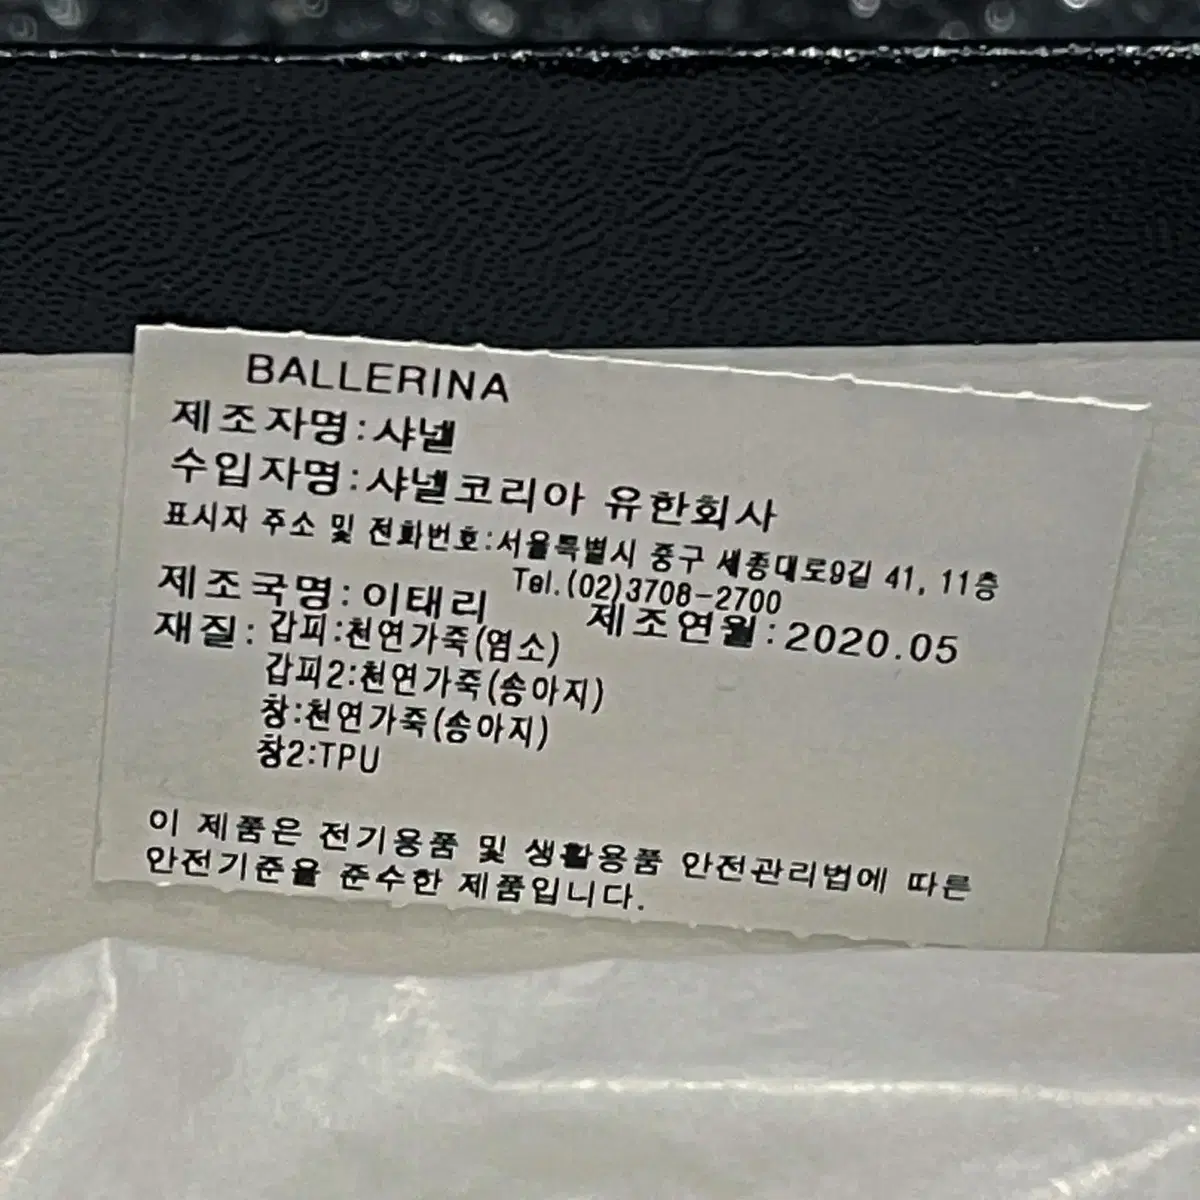 BALLERINA
제조자명:샤넬
수입자명:샤넬코리아 유한회사
표시자 주소 및 전화번호:서울특별시 중구 세종대로9길 41, 11층
Tel.(02)3708-2700
제조국명:이태리 제조연월:2020.05
재질:갑피:천연가죽(염소)
갑피2:천연가죽(송아지)
창:천연가죽(송아지)
창2:TPU
이 제품은 전기용품 및 생활용품 안전관리법에 따른
안전기준을 준수한 제품입니다.